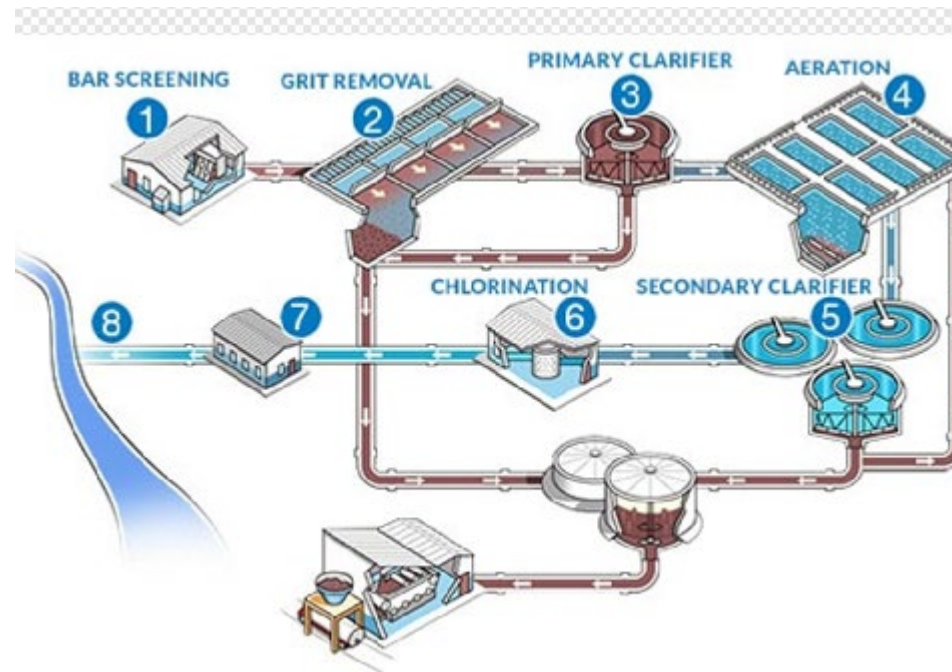 BAR SCREENING
1
GRIT REMOVAL
2
PRIMARY CLARIFIER
3
AERATION
4
8
7
CHLORINATION
6
SECONDARY CLARIFIER
5